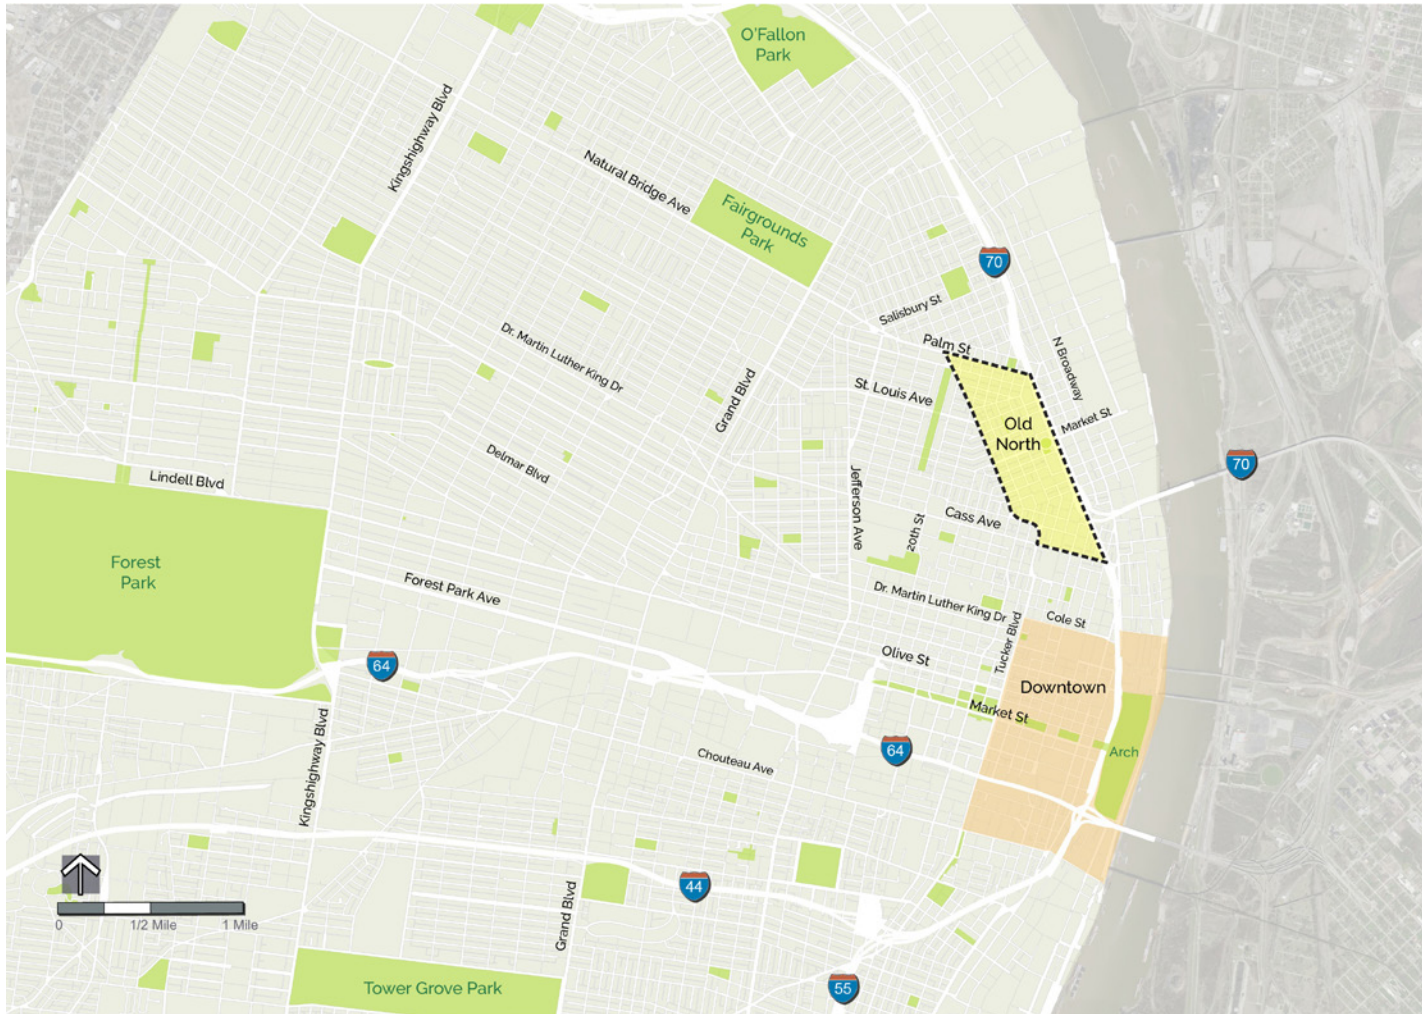 O'Fallon
Park
Kingshighway Blvd
Natural Bridge Ave
Fairgrounds
Park
70
Salisbury St
Palm St
N Broadway
Dr. Martin Luther King Dr
Grand Blvd
St. Louis Ave
Market St
Old
North
70
Delmar Blvd
Lindell Blvd
Jefferson Ave
Cass Ave
20th St
Forest
Park
Forest Park Ave
Dr. Martin Luther King Dr
Cole St
Tucker Blvd
Olive St
64
Downtown
Market St
Arch
64
Chouteau Ave
Kingshighway Blvd
44
Grand Blvd
0
1/2 Mile
1 Mile
Tower Grove Park
55